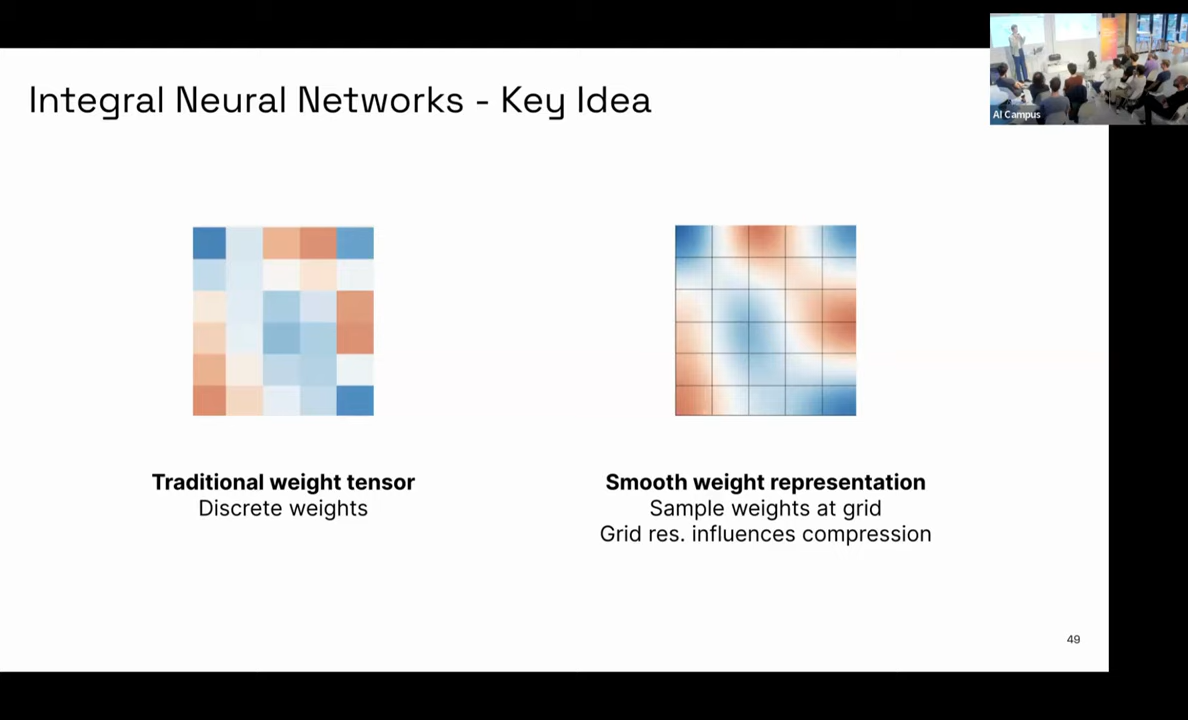 Integral Neural Networks - Key Idea
AI Campus
Traditional weight tensor
Discrete weights
Smooth weight representation
Sample weights at grid
Grid res. influences compression
49